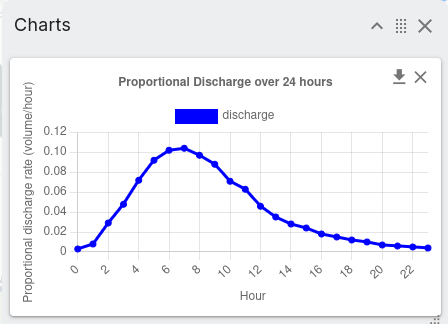 Charts
Proportional Discharge over 24 hours
discharge
Proportional discharge rate (volume/hour)
0.12
0.10
0.08
0.06
0.04
0.02
0
0 2 4 6 8 10 12 14 16 18 20 22
Hour